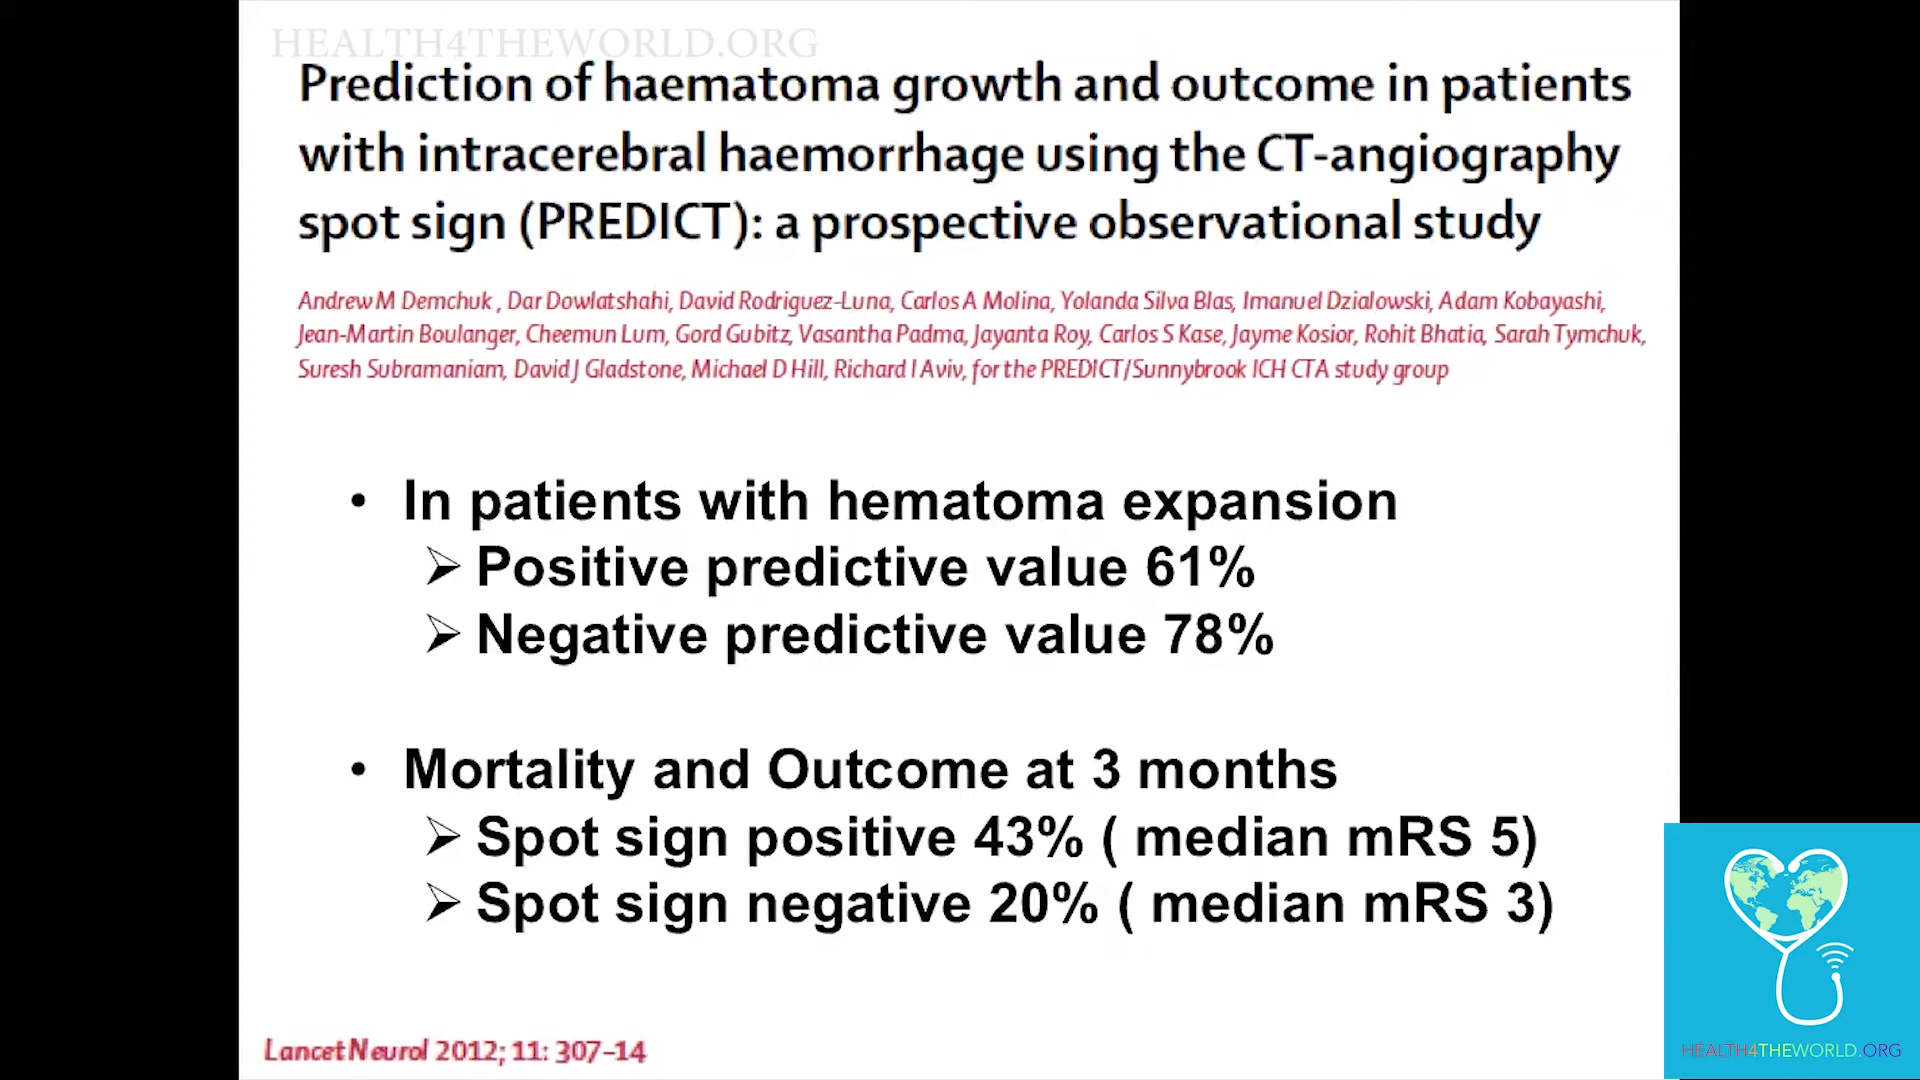 HEALTH4THEWORLD.ORG
Prediction of haematoma growth and outcome in patients
with intracerebral haemorrhage using the CT-angiography
spot sign (PREDICT): a prospective observational study
Andrew M Demchuk , Dar Dowlatshahi, David Rodriguez-Luna, Carlos A Molina, Yolanda Silva Blas, Imanuel Dzialowski, Adam Kobayashi,
Jean-Martin Boulanger, Cheemun Lum, Gord Gubitz, Vasantha Padma, Jayanta Roy, Carlos S Kase, Jayme Kosior, Rohit Bhatia, Sarah Tymchuk,
Suresh Subramaniam, David J Gladstone, Michael D Hill, Richard I Aviv, for the PREDICT/Sunnybrook ICH CTA study group
• In patients with hematoma expansion
➢ Positive predictive value 61%
➢ Negative predictive value 78%
• Mortality and Outcome at 3 months
➢ Spot sign positive 43% ( median mRS 5)
➢ Spot sign negative 20% ( median mRS 3)
Lancet Neurol 2012; 11: 307–14
HEALTH4THEWORLD.ORG